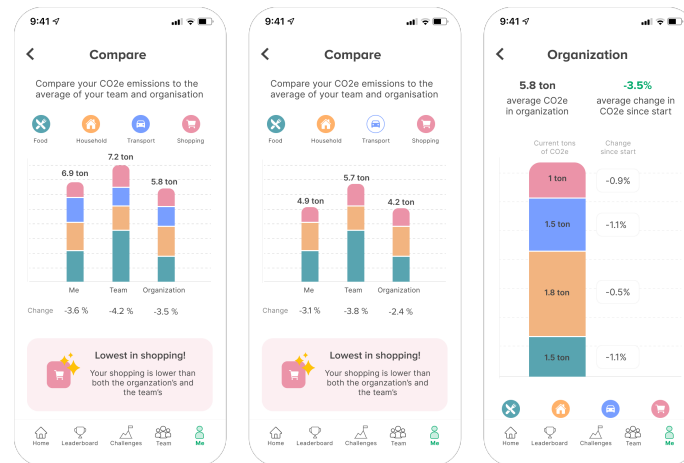 9:41
Compare
Compare your CO2e emissions to the
average of your team and organisation
Food Household Transport Shopping
7.2 ton
6.9 ton
5.8 ton
Me Team Organization
Change -3.6 % -4.2 % -3.5 %
Lowest in shopping!
Your shopping is lower than
both the organzation's and
the team's
Home Leaderboard Challenges Team Me
9:41
Compare
Compare your CO2e emissions to the
average of your team and organisation
Food Household Transport Shopping
5.7 ton
4.9 ton
4.2 ton
Me Team Organization
Change -3.1 % -3.8 % -2.4 %
Lowest in shopping!
Your shopping is lower than
both the organzation's and
the team's
Home Leaderboard Challenges Team Me
9:41
Organization
5.8 ton -3.5%
average CO2e average change in
in organization CO2e since start
Current tons Change
of CO2e since start
1 ton -0.9%
1.5 ton -1.1%
1.8 ton -0.5%
1.5 ton -1.1%
Home Leaderboard Challenges Team Me